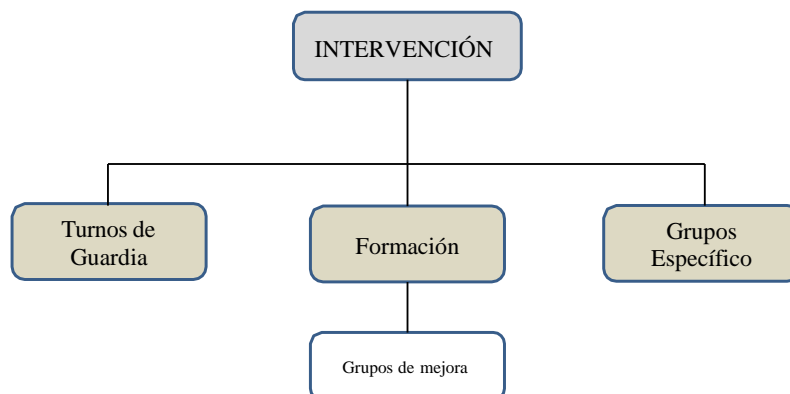 INTERVENCIÓN
Turnos de
Guardia
Formación
Grupos
Específico
Grupos de mejora